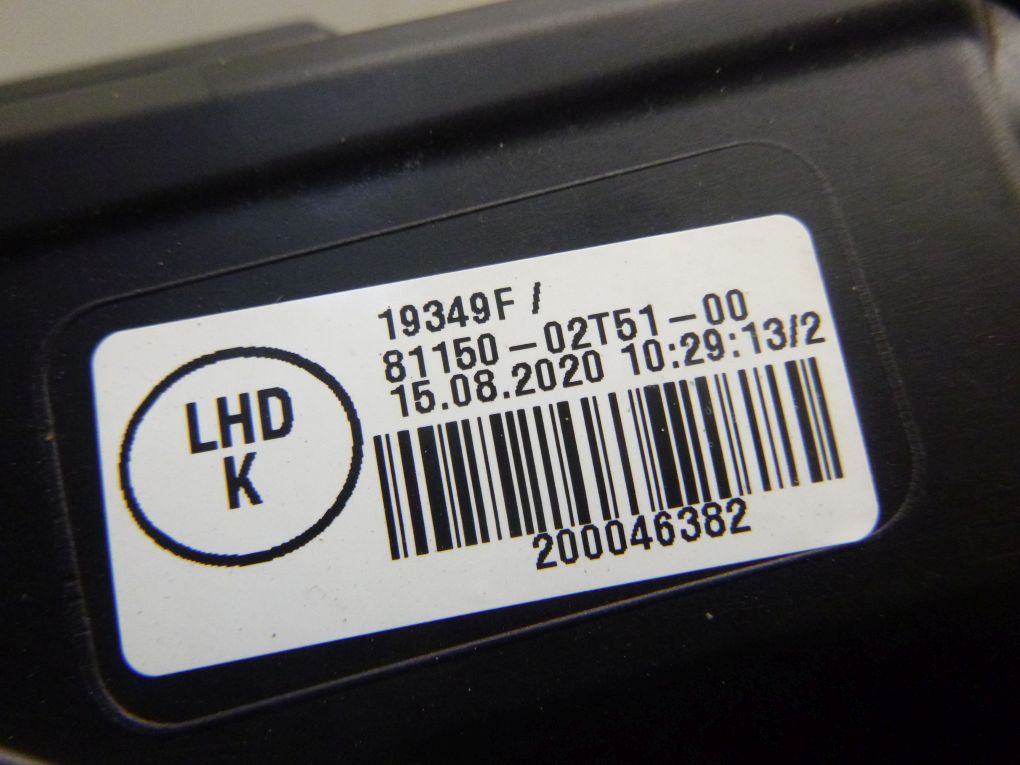 LHD
K
19349F /
81150-02T51-00
15.08.2020 10:29:13/2
200046382